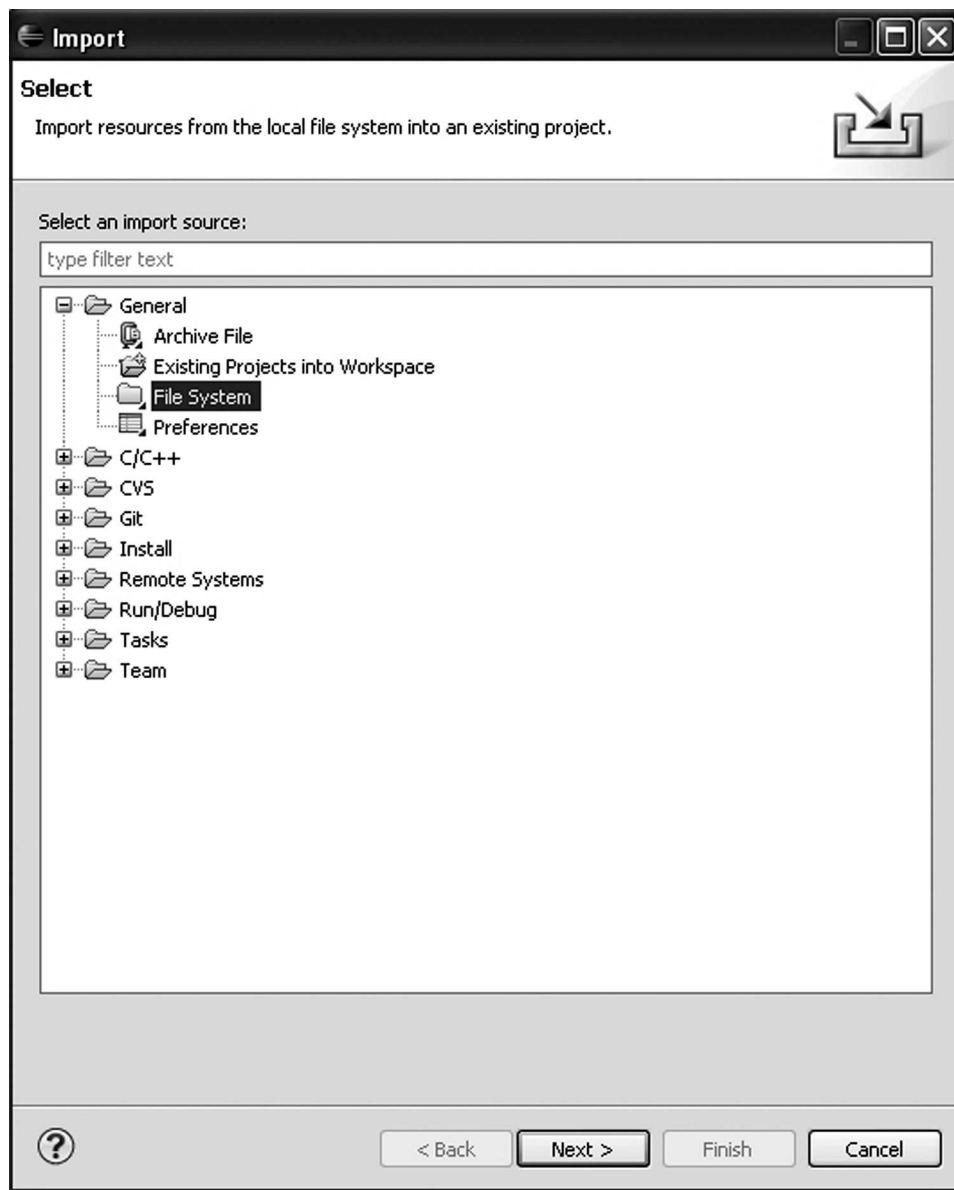 Import
Select
Import resources from the local file system into an existing project.
Select an import source:
type filter text
General
Archive File
Existing Projects into Workspace
File System
Preferences
C/C++
CVS
Git
Install
Remote Systems
Run/Debug
Tasks
Team
? < Back Next > Finish Cancel